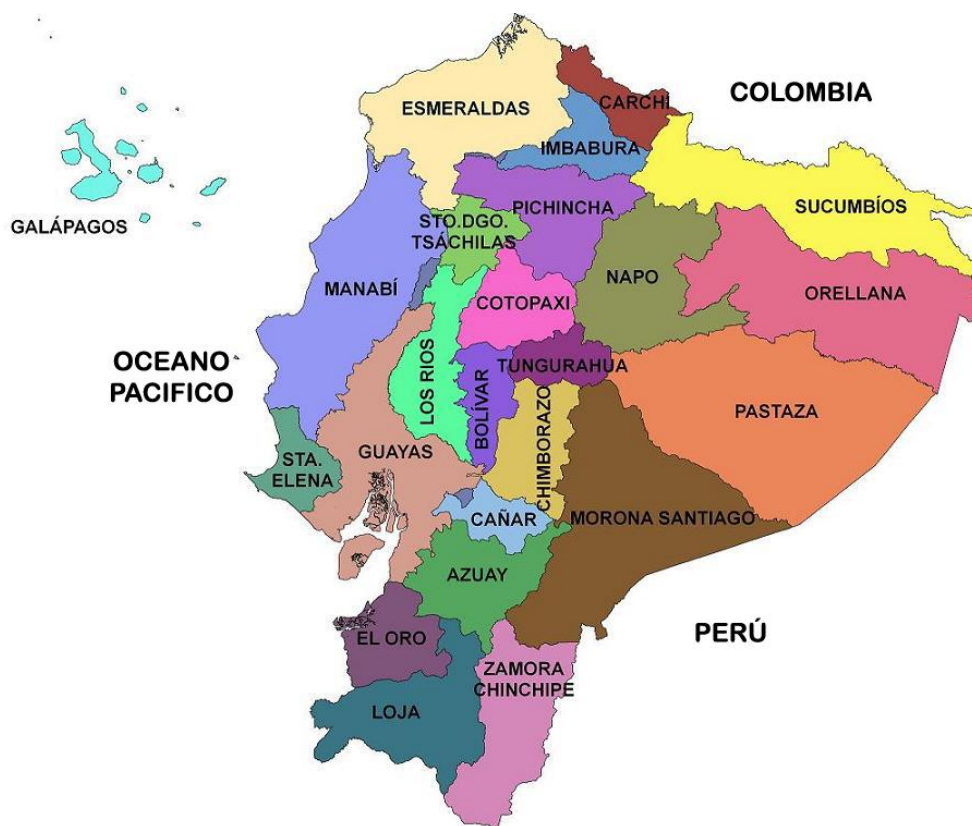 COLOMBIA
CARCHÍ
ESMERALDAS
IMBABURA
SUCUMBÍOS
PICHINCHA
GALÁPAGOS
STO.DGO.
TSÁCHILAS
NAPO
MANABÍ
COTOPAXI
ORELLANA
OCEANO
PACIFICO
TUNGURAHUA
LOS RIOS
BOLÍVAR
CHIMBORAZO
PASTAZA
GUAYAS
STA.
ELENA
CAÑAR
MORONA SANTIAGO
AZUAY
PERÚ
EL ORO
ZAMORA
CHINCHIPE
LOJA